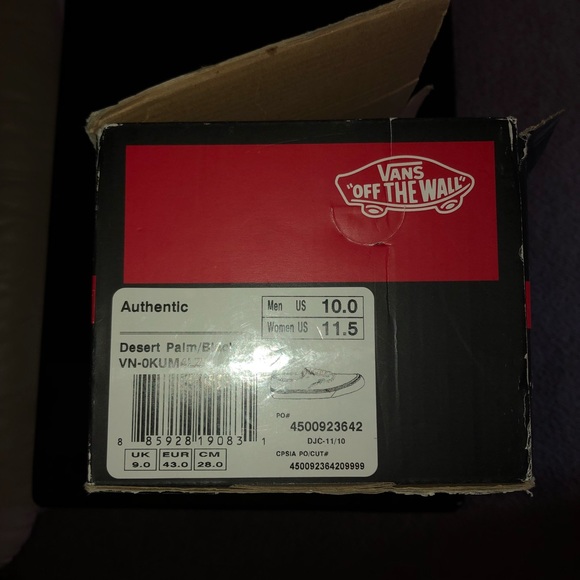 VANS
"OFF THE WALL"
Authentic
Men US 10.0
Women US 11.5
Desert Palm/Black
PO#
4500923642
DJC-11/10
8 85928 19083 1
CPSIA PO/CUT#
450092364209999
UK 9.0
EUR 43.0
CM 28.0